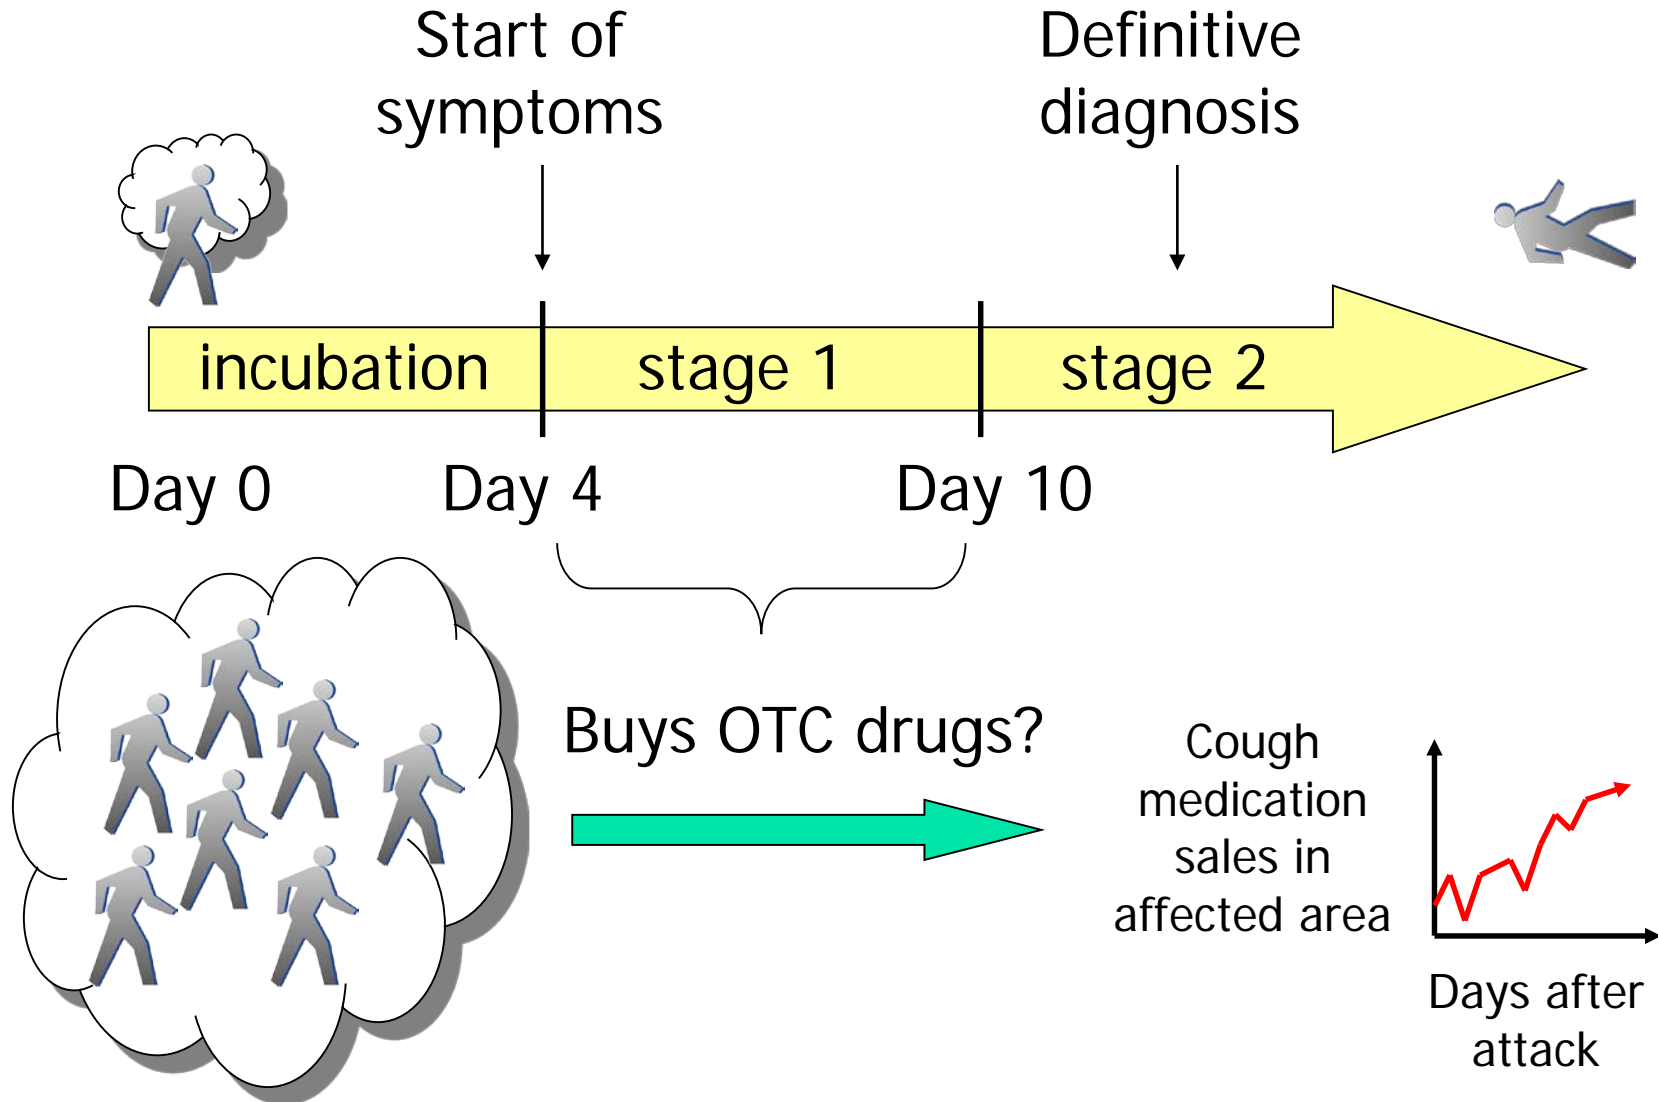 Start of
symptoms
Definitive
diagnosis
incubation
stage 1
stage 2
Day 0
Day 4
Day 10
Buys OTC drugs?
Cough
medication
sales in
affected area
Days after
attack